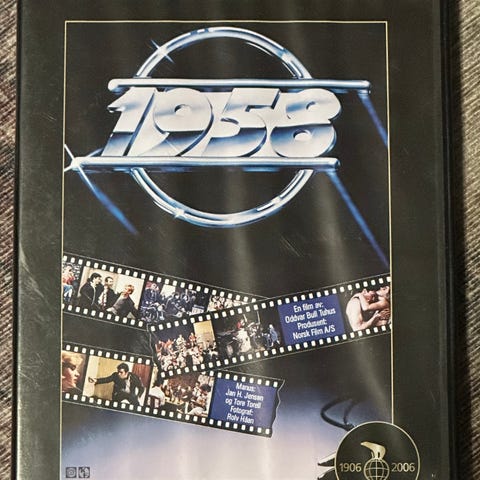 1958
En film av:
Oddvar Bull Tuhus
Produsent:
Norsk Film A/S
Manus:
Jan H. Jensen
og Tore Torell
Fotograf:
Rolv Håan
1906 2006